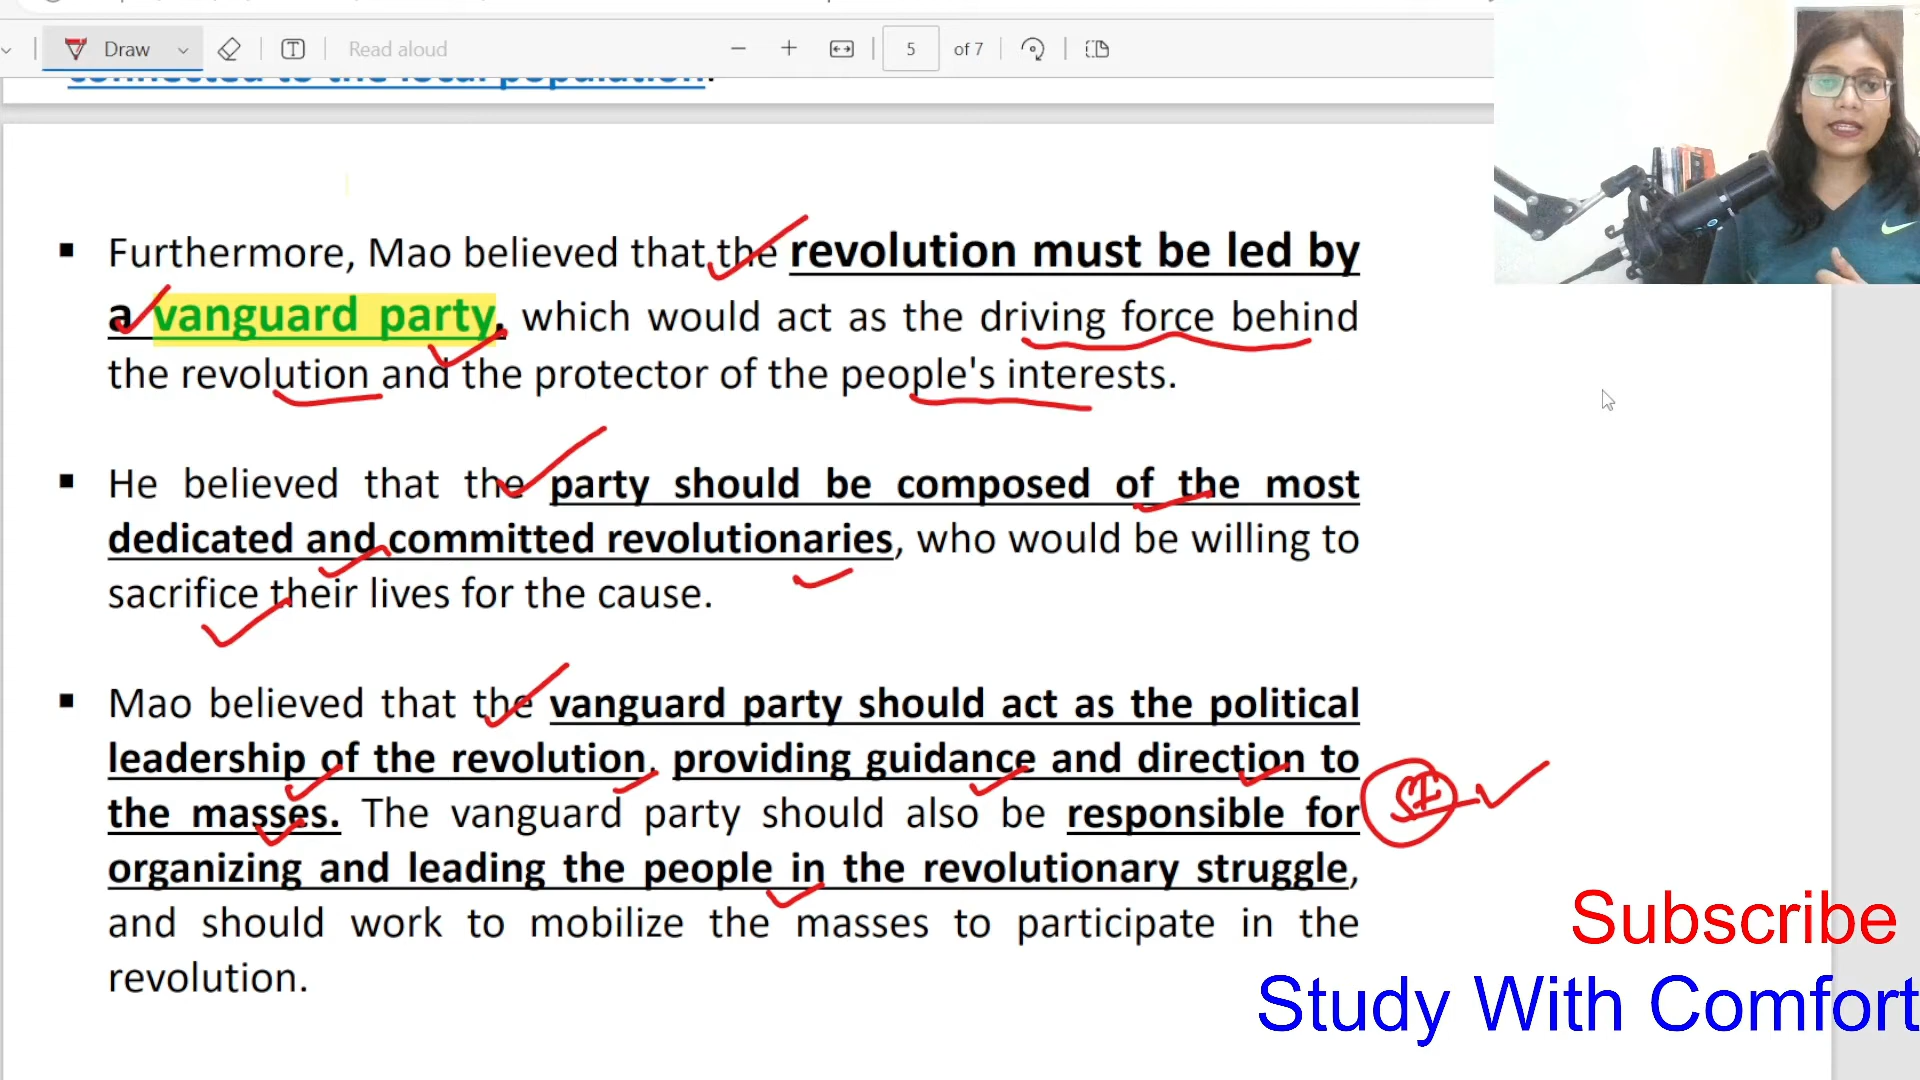 Draw
Read aloud
5 of 7
connected to the local population.
▪ Furthermore, Mao believed that the revolution must be led by
a vanguard party, which would act as the driving force behind
the revolution and the protector of the people's interests.
▪ He believed that the party should be composed of the most
dedicated and committed revolutionaries, who would be willing to
sacrifice their lives for the cause.
▪ Mao believed that the vanguard party should act as the political
leadership of the revolution, providing guidance and direction to
the masses. The vanguard party should also be responsible for
organizing and leading the people in the revolutionary struggle,
and should work to mobilize the masses to participate in the
revolution.
Subscribe
Study With Comfort